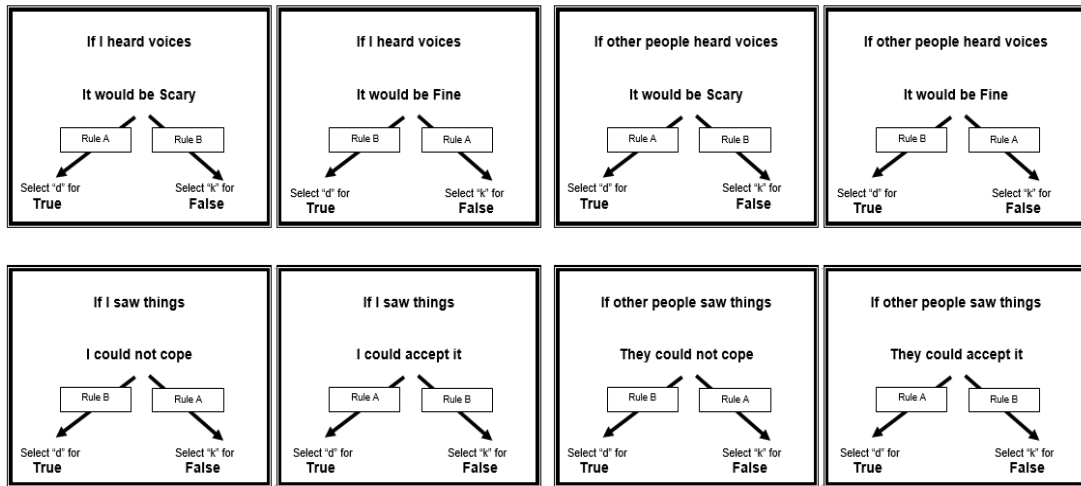 If I heard voices
It would be Scary
Rule A
Rule B
Select "d" for
True
Select "k" for
False
If I heard voices
It would be Fine
Rule B
Rule A
Select "d" for
True
Select "k" for
False
If other people heard voices
It would be Scary
Rule A
Rule B
Select "d" for
True
Select "k" for
False
If other people heard voices
It would be Fine
Rule B
Rule A
Select "d" for
True
Select "k" for
False
If I saw things
I could not cope
Rule B
Rule A
Select "d" for
True
Select "k" for
False
If I saw things
I could accept it
Rule A
Rule B
Select "d" for
True
Select "k" for
False
If other people saw things
They could not cope
Rule B
Rule A
Select "d" for
True
Select "k" for
False
If other people saw things
They could accept it
Rule A
Rule B
Select "d" for
True
Select "k" for
False